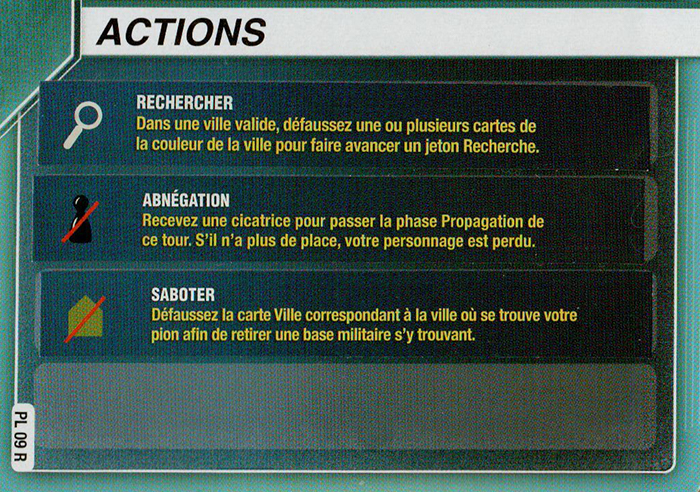 ACTIONS
RECHERCHER
Dans une ville valide, défaussez une ou plusieurs cartes de
la couleur de la ville pour faire avancer un jeton Recherche.
ABNÉGATION
Recevez une cicatrice pour passer la phase Propagation de
ce tour. S'il n'a plus de place, votre personnage est perdu.
SABOTER
Défaussez la carte Ville correspondant à la ville où se trouve votre
pion afin de retirer une base militaire s'y trouvant.
PL 09 R